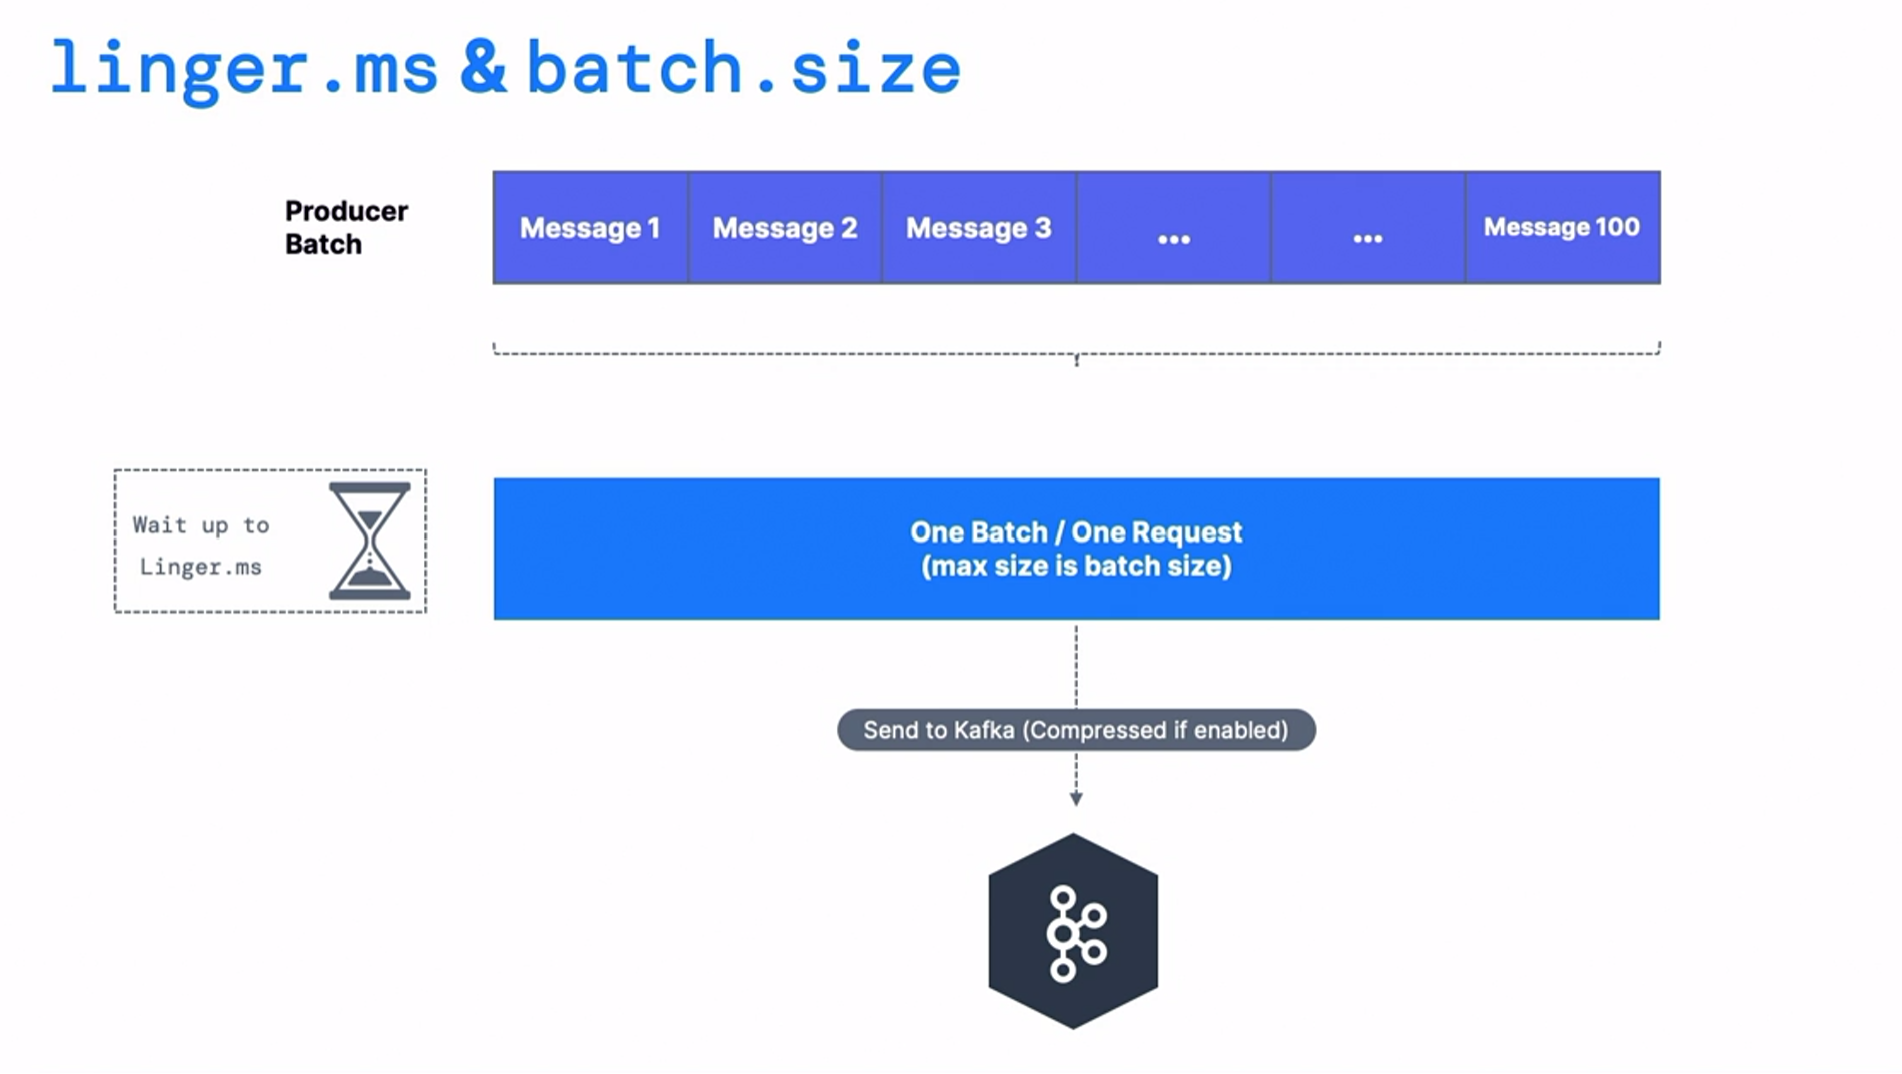 linger.ms & batch.size
Producer
Batch
Message 1
Message 2
Message 3
...
...
Message 100
Wait up to
Linger.ms
One Batch / One Request
(max size is batch size)
Send to Kafka (Compressed if enabled)